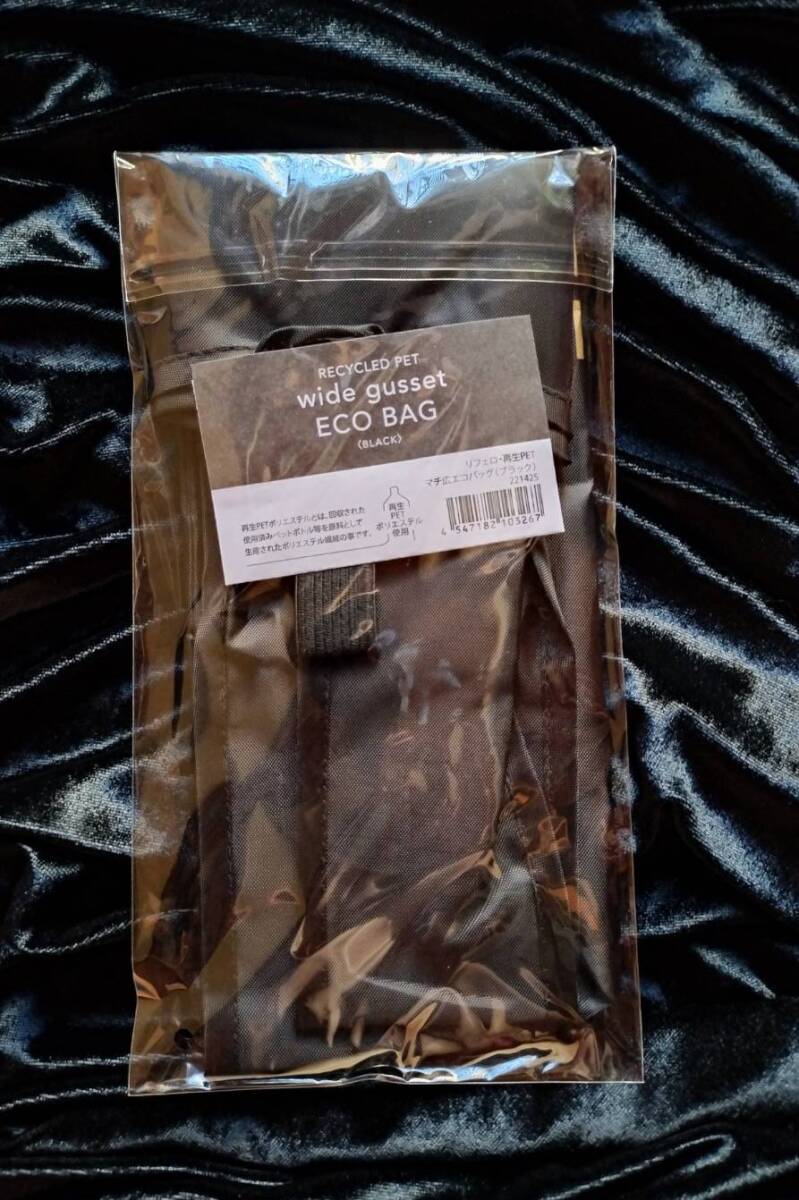 RECYCLED PET
wide gusset
ECO BAG
〈BLACK〉
リフェロ・再生PET
マチ広エコバッグ(ブラック)
221425
再生PETポリエステルとは、回収された
使用済みペットボトル等を原料として
生産されたポリエステル繊維の事です。
再生
PET
ポリエステル
使用
4 547182 103267